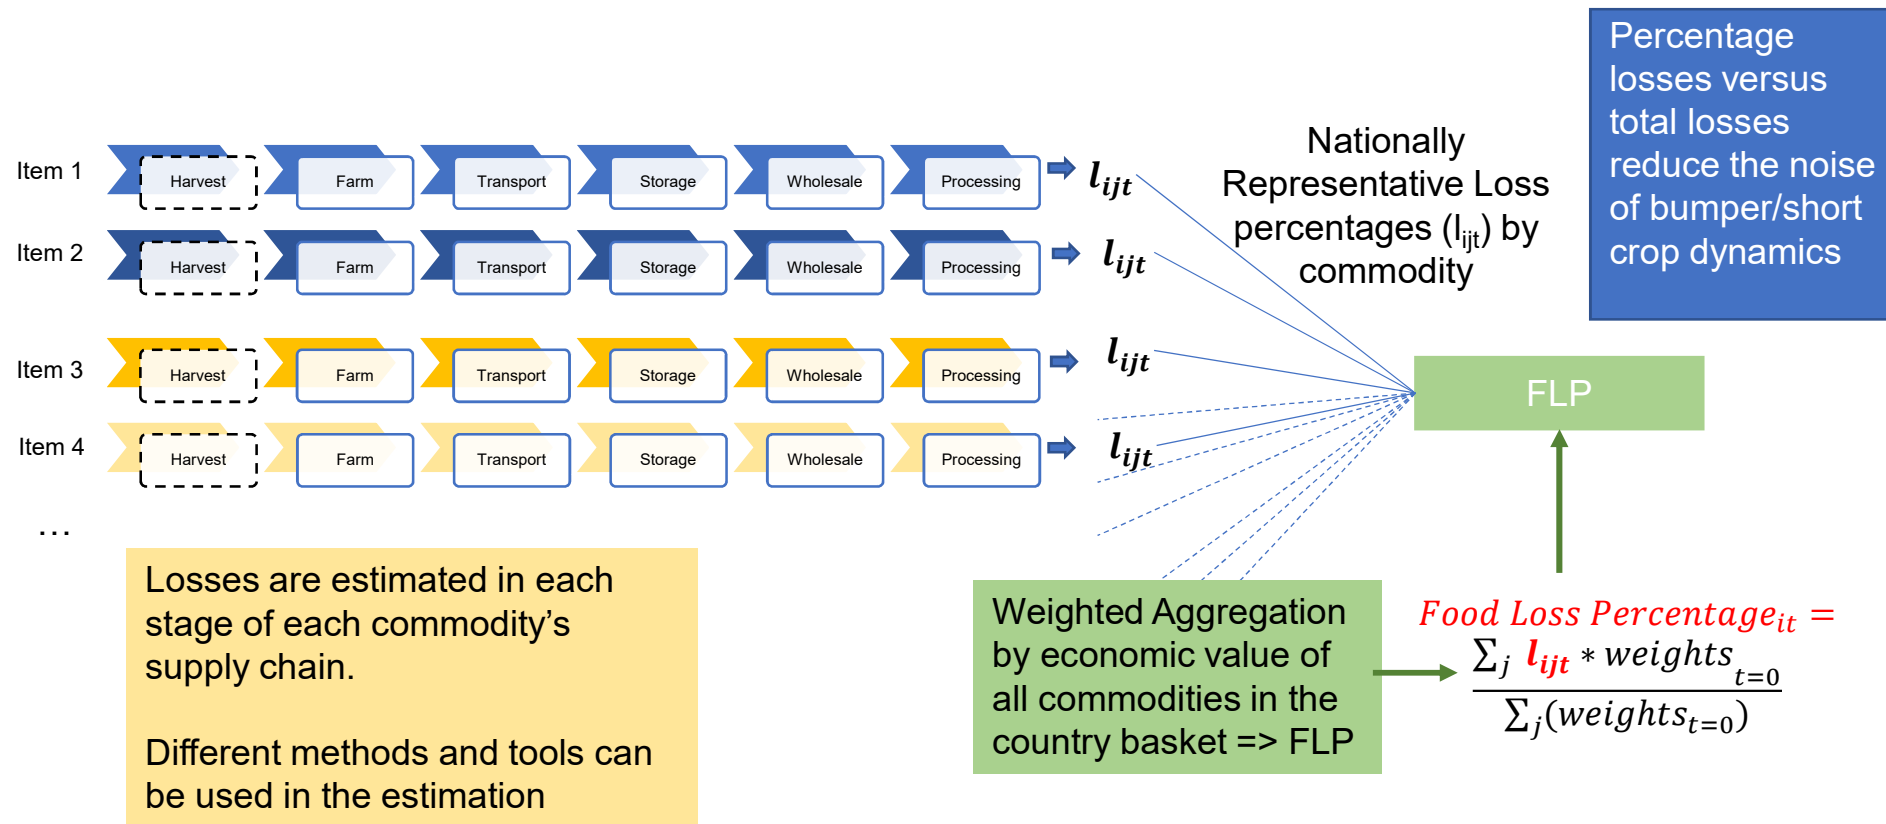 Item 1
Harvest
Farm
Transport
Storage
Wholesale
Processing
l_ijt
Item 2
Harvest
Farm
Transport
Storage
Wholesale
Processing
l_ijt
Item 3
Harvest
Farm
Transport
Storage
Wholesale
Processing
l_ijt
Item 4
Harvest
Farm
Transport
Storage
Wholesale
Processing
l_ijt
…
Nationally
Representative Loss
percentages (l_ijt) by
commodity
Percentage
losses versus
total losses
reduce the noise
of bumper/short
crop dynamics
FLP
Losses are estimated in each
stage of each commodity’s
supply chain.
Different methods and tools can
be used in the estimation
Weighted Aggregation
by economic value of
all commodities in the
country basket => FLP
Food Loss Percentage_it =
∑_j l_ijt * weights_t=0
∑_j(weights_t=0)